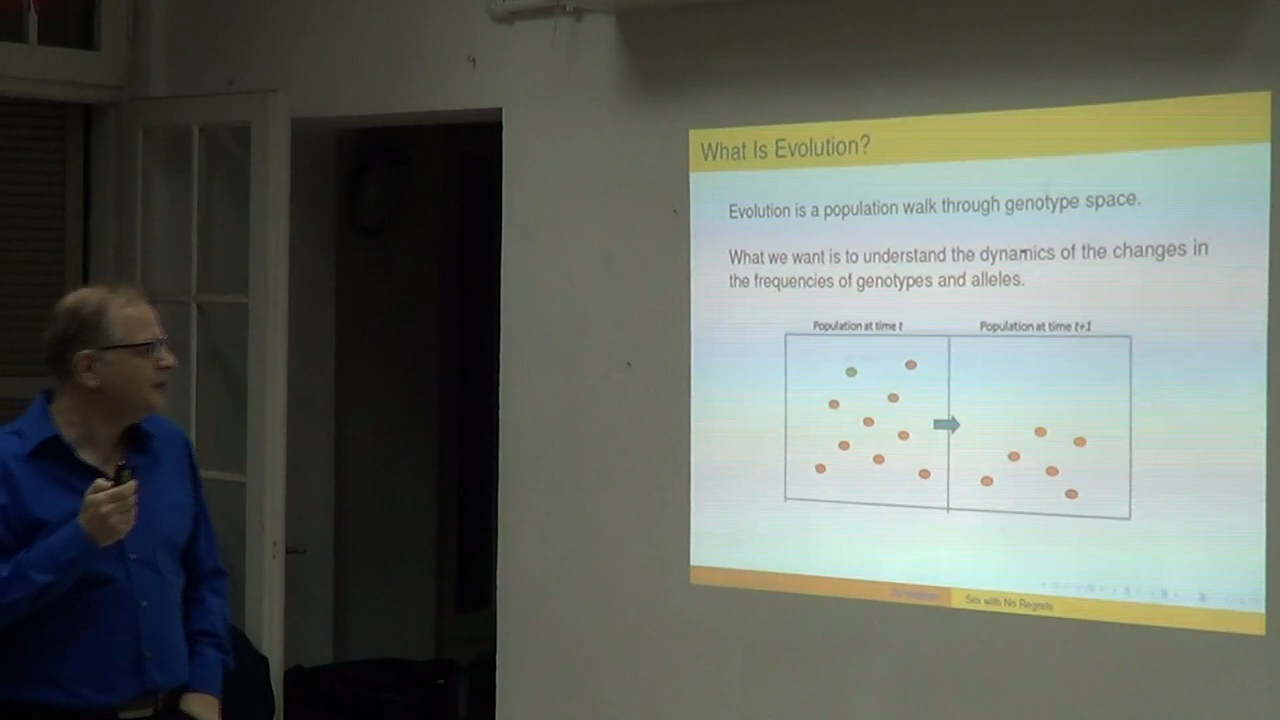 What Is Evolution?
Evolution is a population walk through genotype space.
What we want is to understand the dynamics of the changes in
the frequencies of genotypes and alleles.
Population at time t
Population at time t+1
Sex with No Regrets